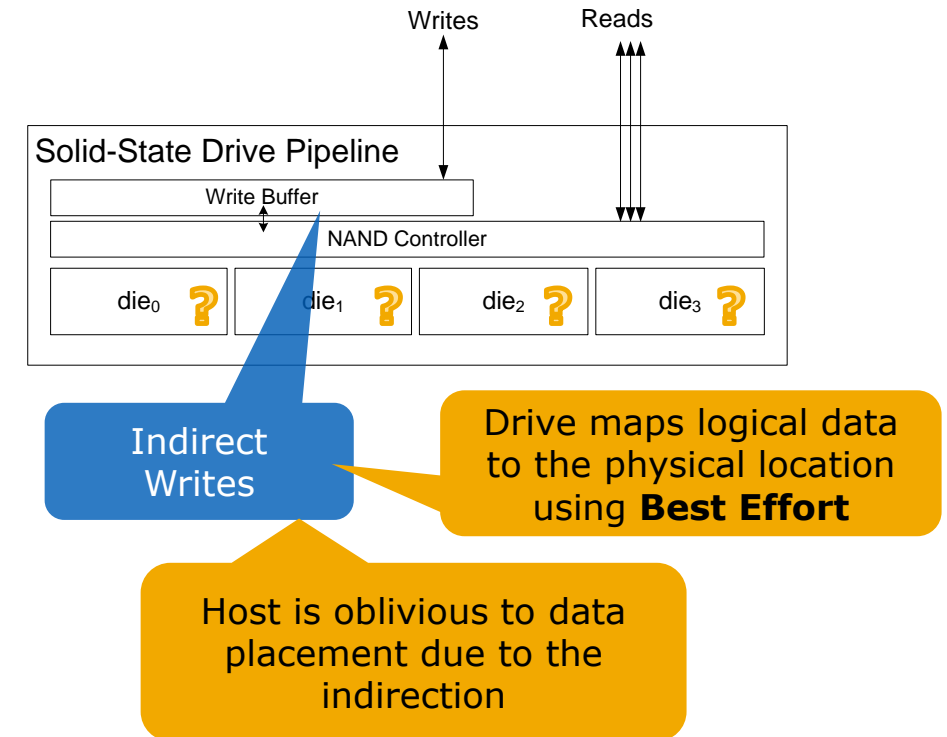 Writes Reads
Solid-State Drive Pipeline
Write Buffer
NAND Controller
die₀ ? die₁ ? die₂ ? die₃ ?
Indirect
Writes
Drive maps logical data
to the physical location
using Best Effort
Host is oblivious to data
placement due to the
indirection